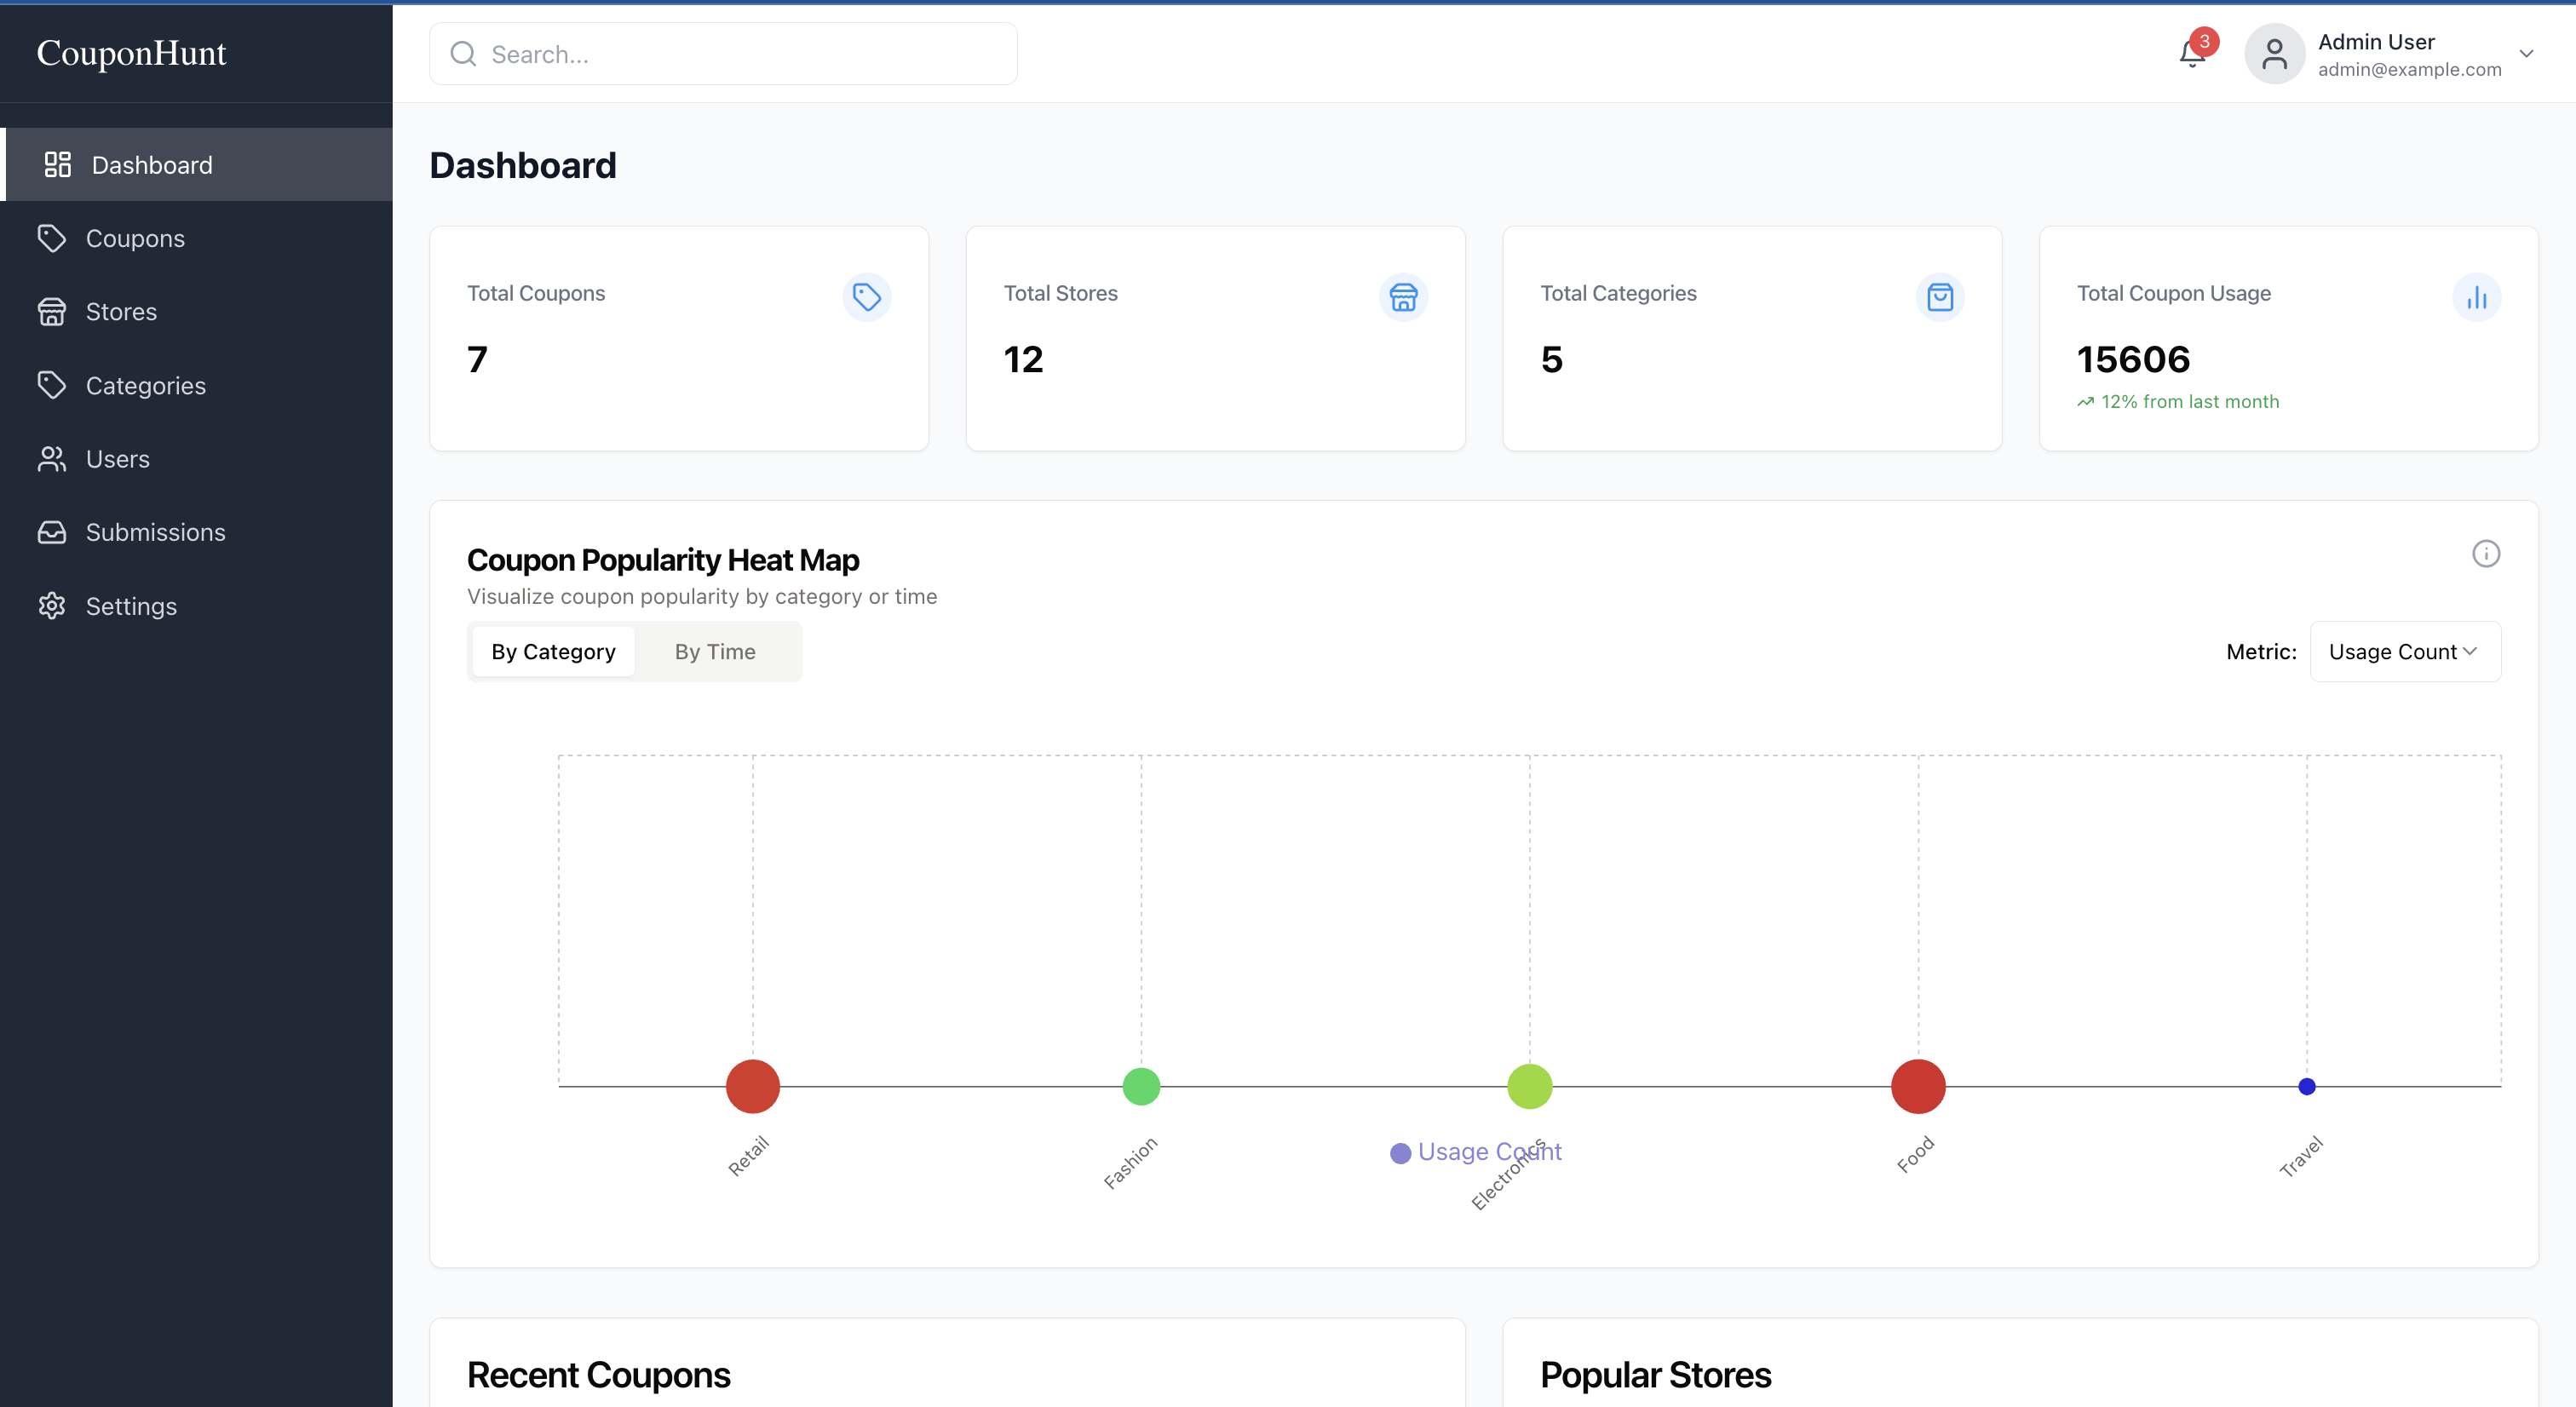 CouponHunt
Search...
3
Admin User
admin@example.com
Dashboard
Coupons
Stores
Categories
Users
Submissions
Settings
Dashboard
Total Coupons
7
Total Stores
12
Total Categories
5
Total Coupon Usage
15606
12% from last month
Coupon Popularity Heat Map
Visualize coupon popularity by category or time
By Category
By Time
Metric:
Usage Count
Retail
Fashion
Electronics
Food
Travel
Usage Count
Recent Coupons
Popular Stores